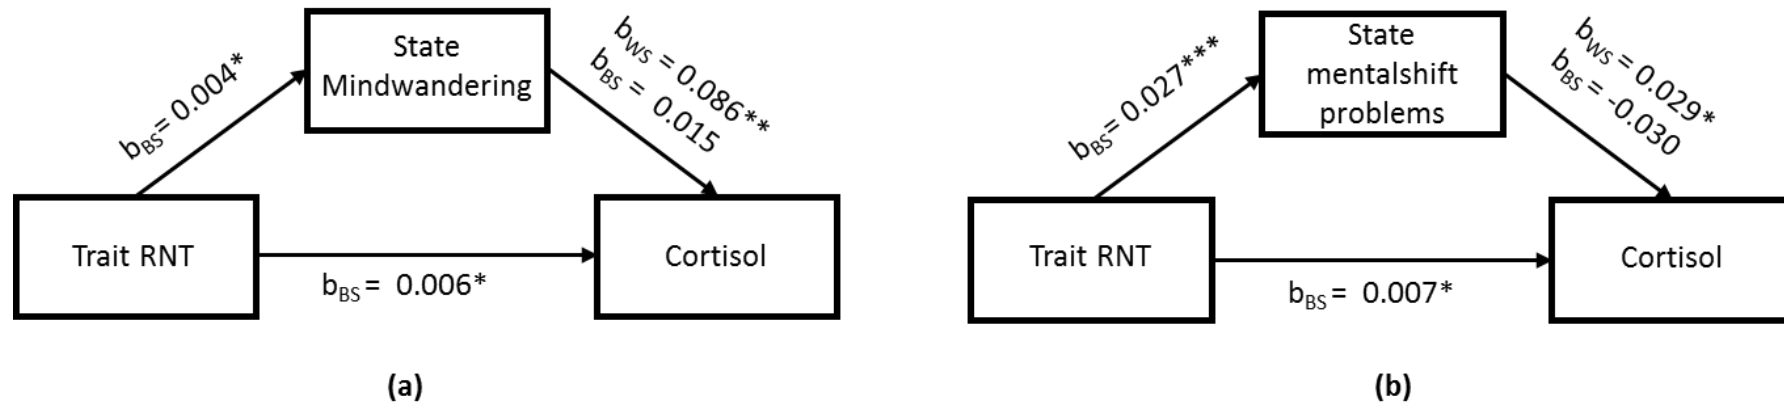 State
Mindwandering
b_BS = 0.004*
b_WS = 0.086**
b_BS = 0.015
Trait RNT
Cortisol
b_BS = 0.006*
(a)
State
mentalshift
problems
b_BS = 0.027***
b_WS = 0.029*
b_BS = -0.030
Trait RNT
Cortisol
b_BS = 0.007*
(b)